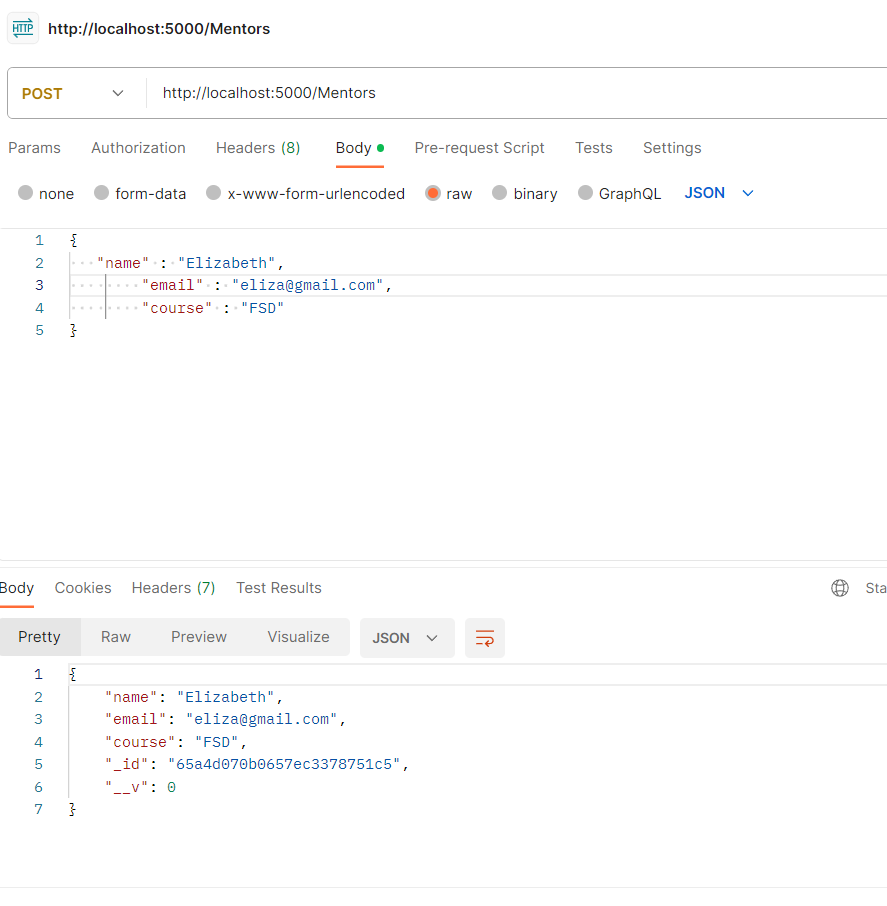 HTTP http://localhost:5000/Mentors
POST http://localhost:5000/Mentors
Params Authorization Headers (8) Body Pre-request Script Tests Settings
none form-data x-www-form-urlencoded raw binary GraphQL JSON
1 {
2 "name" : "Elizabeth",
3 "email" : "eliza@gmail.com",
4 "course" : "FSD"
5 }
Body Cookies Headers (7) Test Results Sta
Pretty Raw Preview Visualize JSON
1 {
2 "name": "Elizabeth",
3 "email": "eliza@gmail.com",
4 "course": "FSD",
5 "_id": "65a4d070b0657ec3378751c5",
6 "__v": 0
7 }